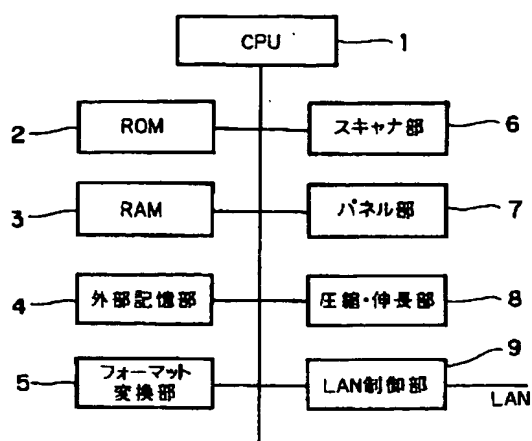 CPU
1
2
ROM
スキャナ部
6
3
RAM
パネル部
7
4
外部記憶部
圧縮・伸長部
8
5
フォーマット
変換部
LAN制御部
9
LAN